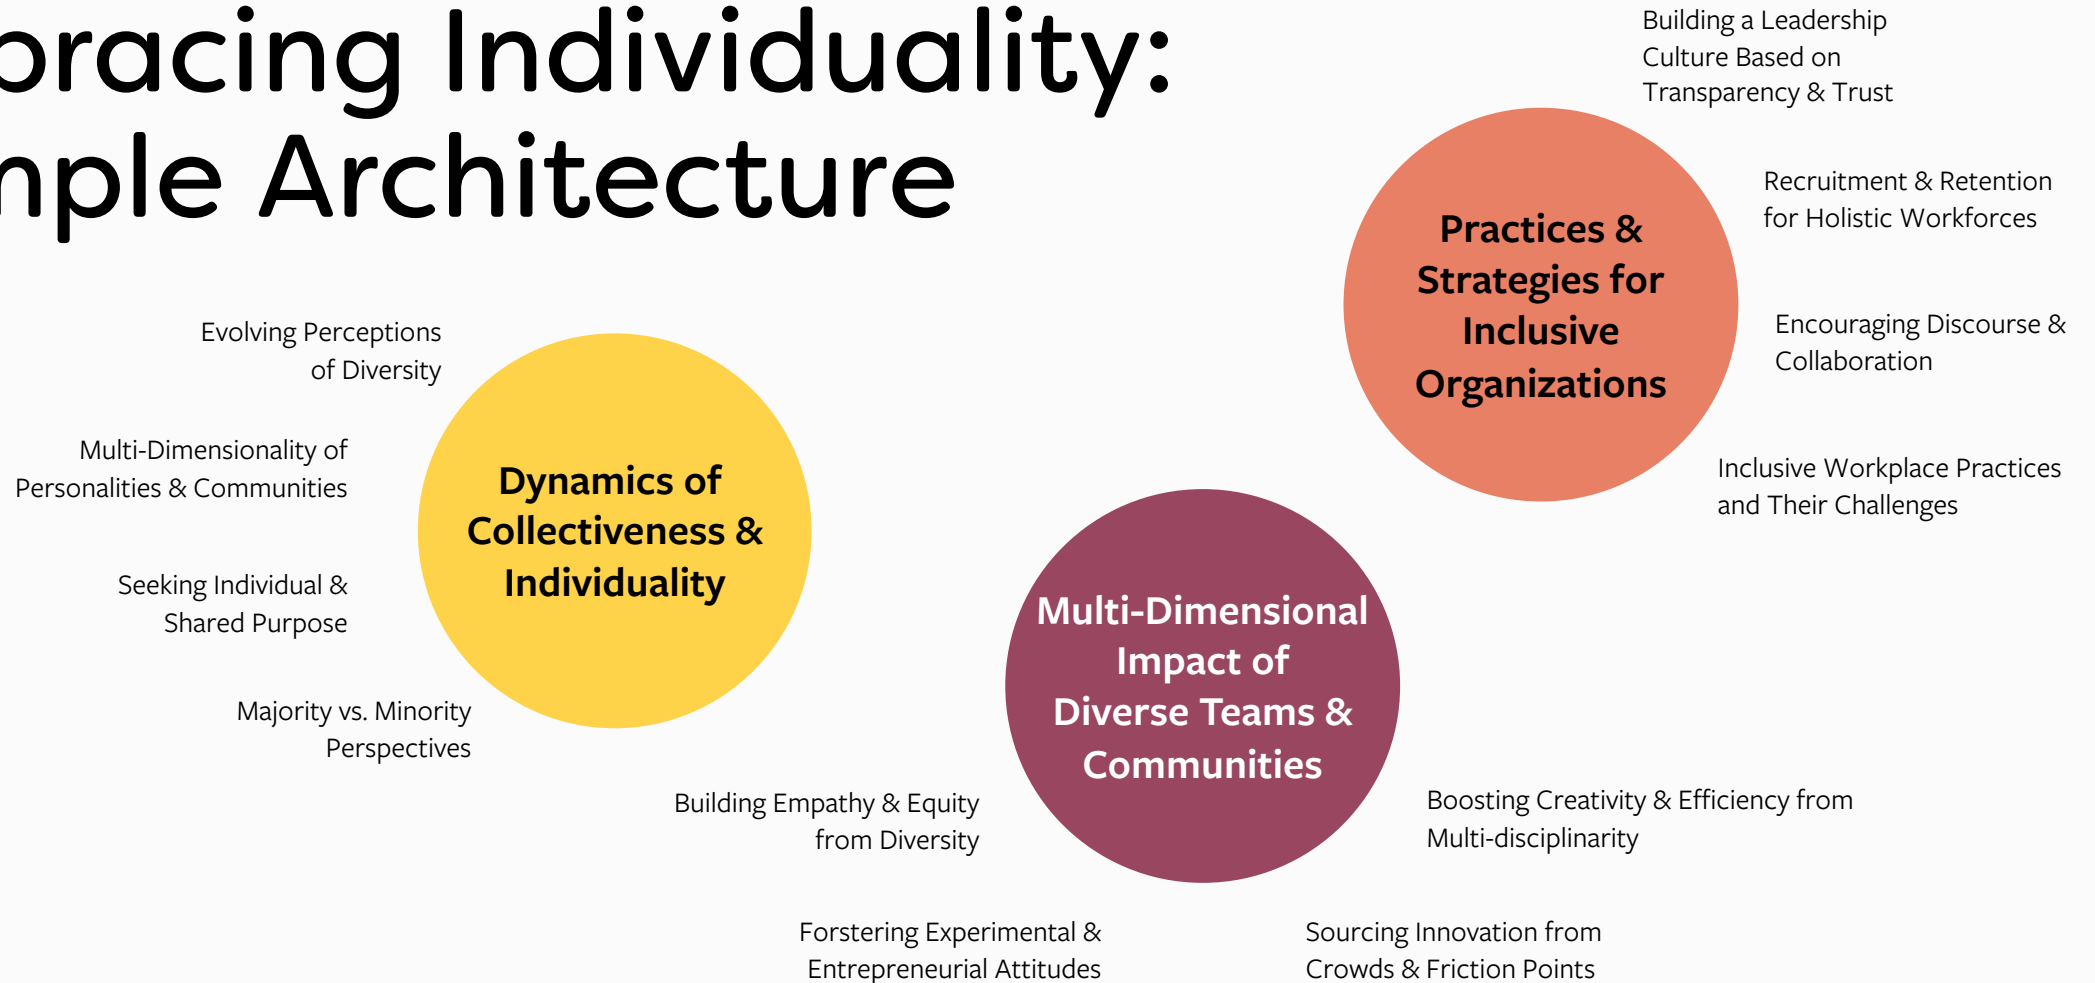 bracing Individuality:
mple Architecture
Building a Leadership
Culture Based on
Transparency & Trust
Recruitment & Retention
for Holistic Workforces
Practices &
Strategies for
Inclusive
Organizations
Encouraging Discourse &
Collaboration
Inclusive Workplace Practices
and Their Challenges
Evolving Perceptions
of Diversity
Multi-Dimensionality of
Personalities & Communities
Dynamics of
Collectiveness &
Individuality
Seeking Individual &
Shared Purpose
Majority vs. Minority
Perspectives
Multi-Dimensional
Impact of
Diverse Teams &
Communities
Building Empathy & Equity
from Diversity
Boosting Creativity & Efficiency from
Multi-disciplinarity
Forstering Experimental &
Entrepreneurial Attitudes
Sourcing Innovation from
Crowds & Friction Points